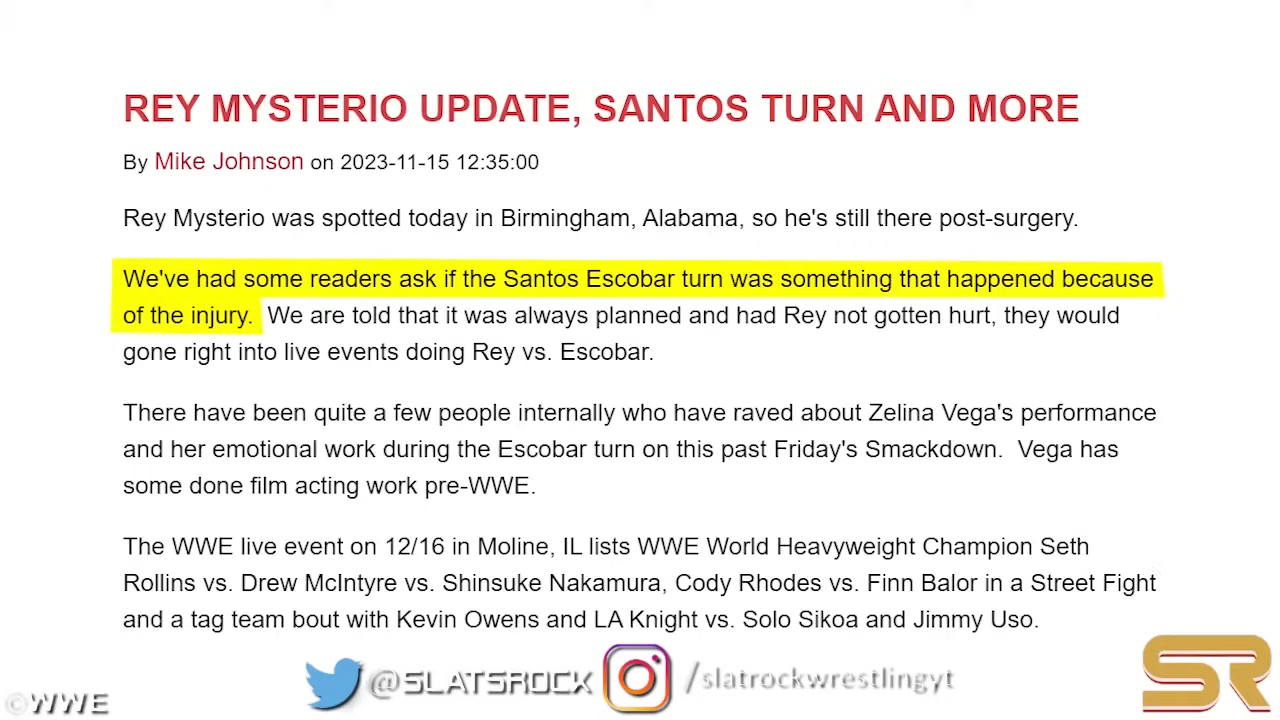 REY MYSTERIO UPDATE, SANTOS TURN AND MORE
By Mike Johnson on 2023-11-15 12:35:00
Rey Mysterio was spotted today in Birmingham, Alabama, so he's still there post-surgery.
We've had some readers ask if the Santos Escobar turn was something that happened because
of the injury. We are told that it was always planned and had Rey not gotten hurt, they would
gone right into live events doing Rey vs. Escobar.
There have been quite a few people internally who have raved about Zelina Vega's performance
and her emotional work during the Escobar turn on this past Friday's Smackdown. Vega has
some done film acting work pre-WWE.
The WWE live event on 12/16 in Moline, IL lists WWE World Heavyweight Champion Seth
Rollins vs. Drew McIntyre vs. Shinsuke Nakamura, Cody Rhodes vs. Finn Balor in a Street Fight
and a tag team bout with Kevin Owens and LA Knight vs. Solo Sikoa and Jimmy Uso.
@SLATSROCK /slatrockwrestlingyt
SR
©WWE